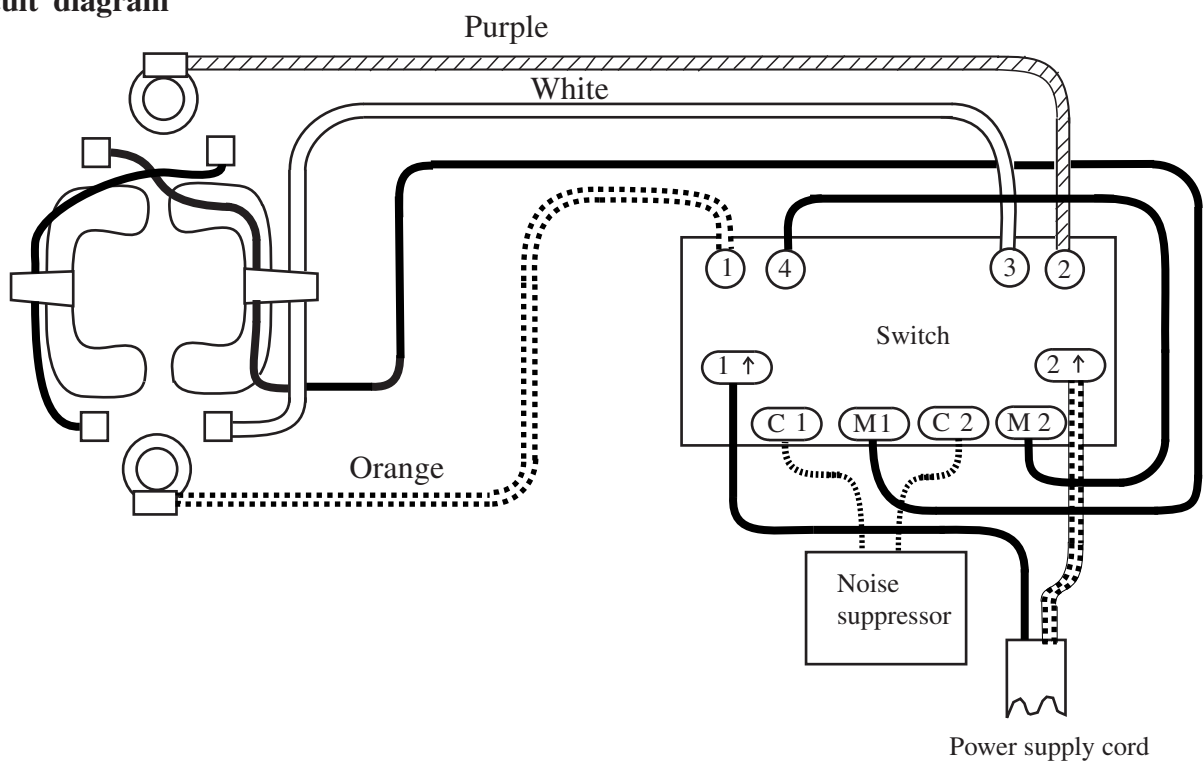 diagram
Purple
White
1
4
3
2
Switch
1 ↑
2 ↑
C 1
M1
C 2
M 2
Orange
Noise
suppressor
Power supply cord